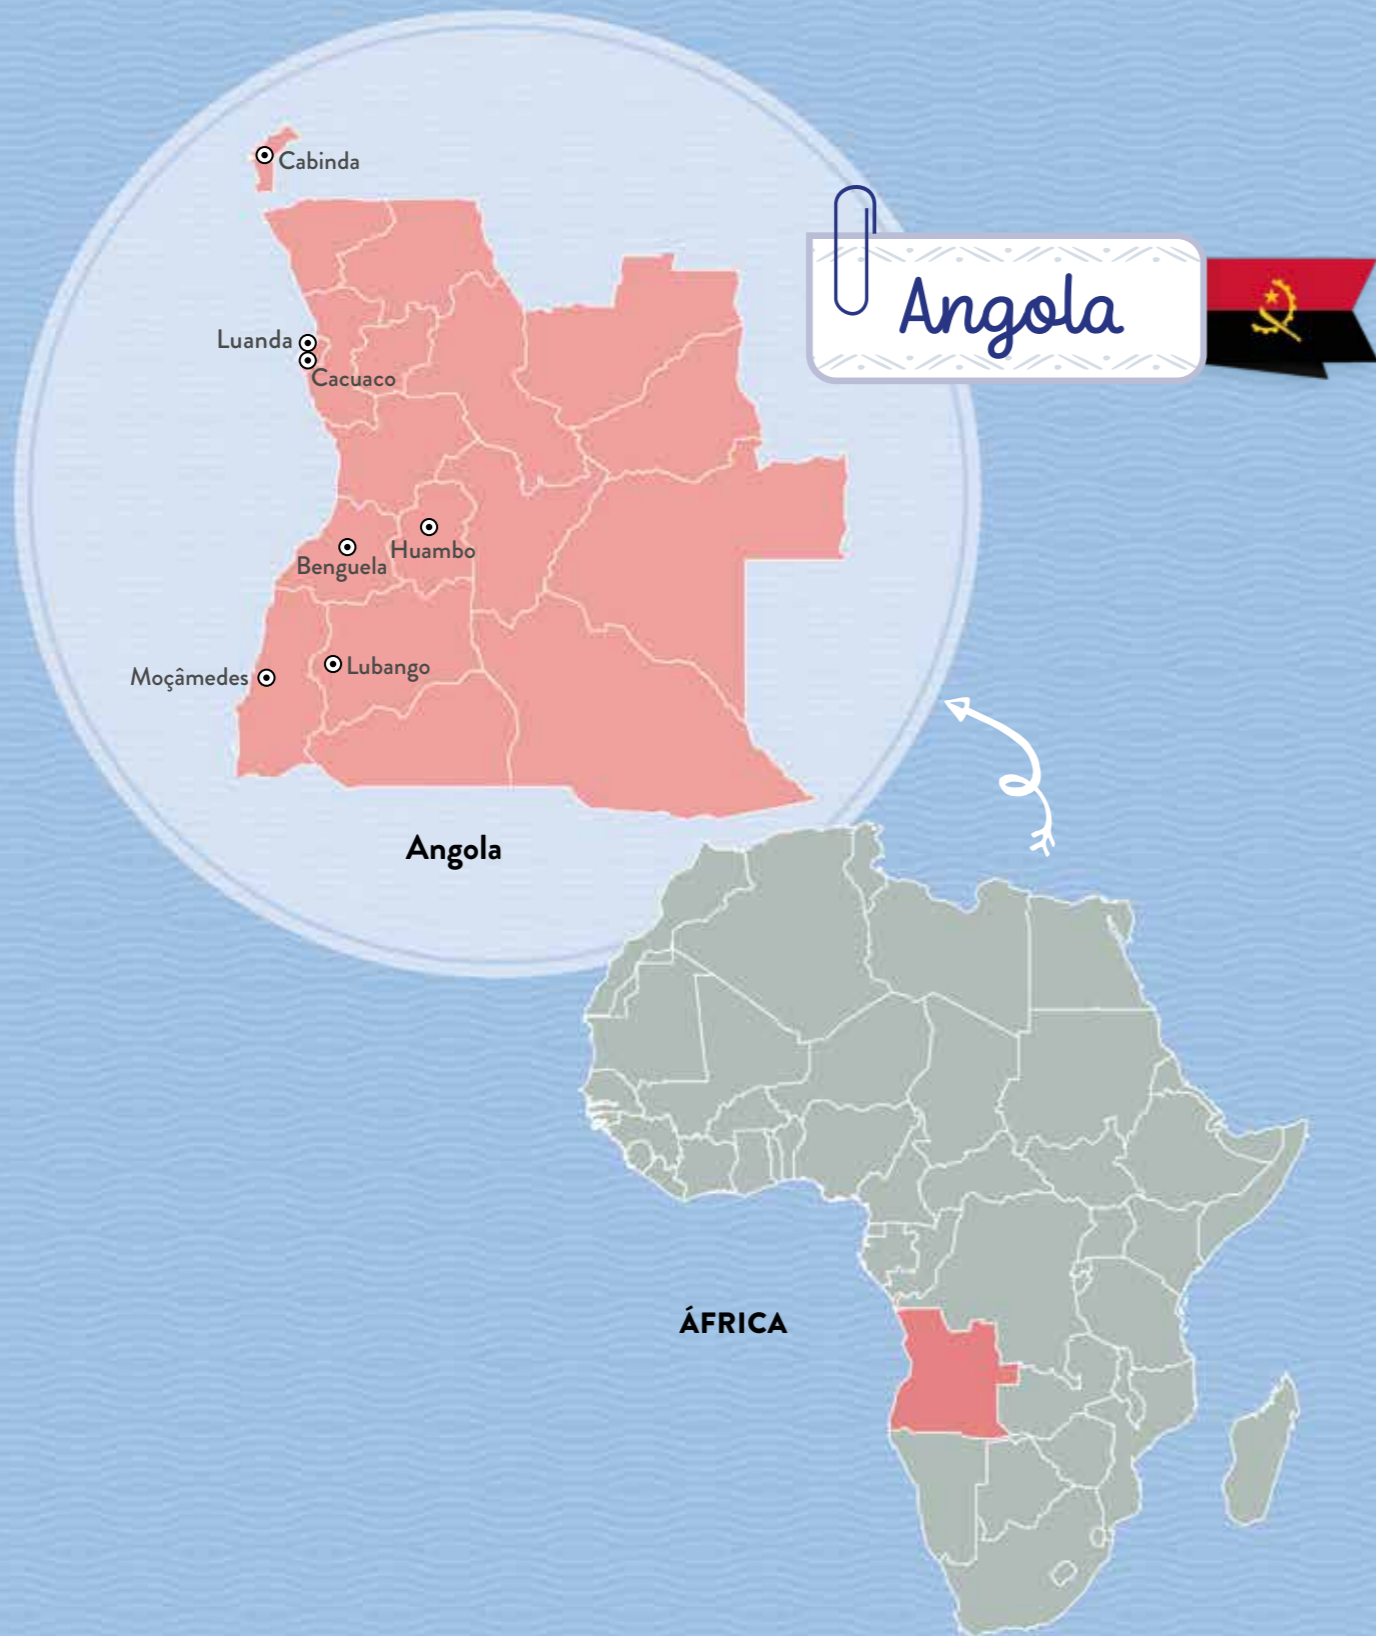 Cabinda
Angola
Luanda
Cacuaco
Huambo
Benguela
Lubango
Moçâmedes
Angola
ÁFRICA